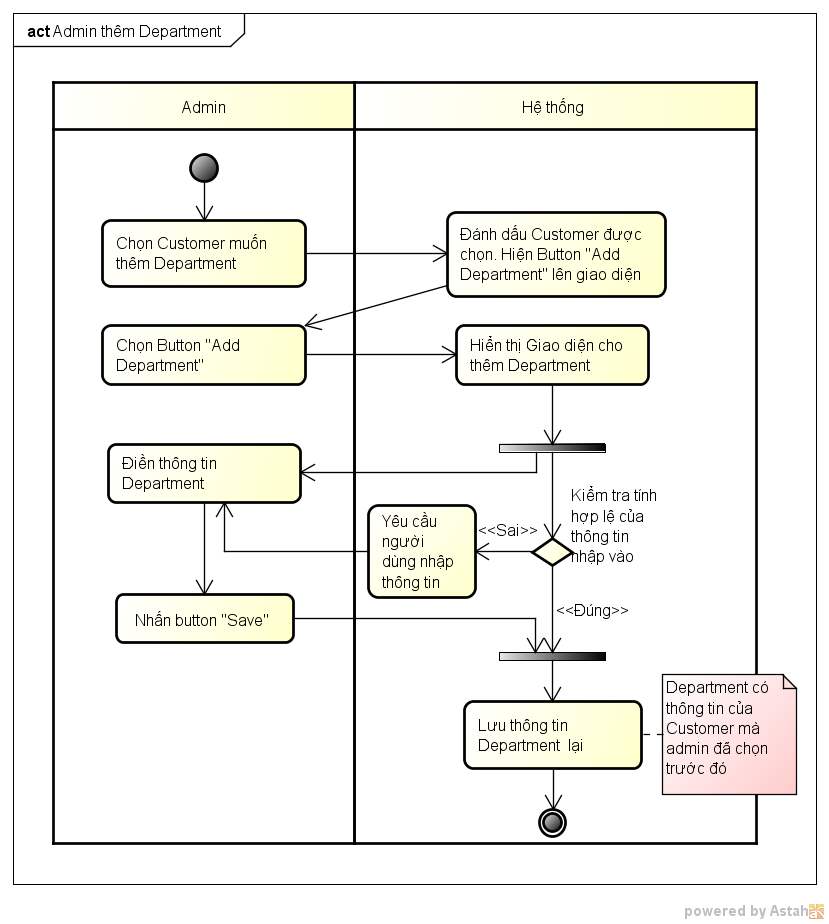 act Admin thêm Department
Admin
Hệ thống
Chọn Customer muốn
thêm Department
Đánh dấu Customer được
chọn. Hiện Button "Add
Department" lên giao diện
Chọn Button "Add
Department"
Hiển thị Giao diện cho
thêm Department
Điền thông tin
Department
Kiểm tra tính
hợp lệ của
thông tin
nhập vào
Yêu cầu
người
dùng nhập
thông tin
<<Sai>>
<<Đúng>>
Nhấn button "Save"
Lưu thông tin
Department lại
Department có
thông tin của
Customer mà
admin đã chọn
trước đó
powered by Astah